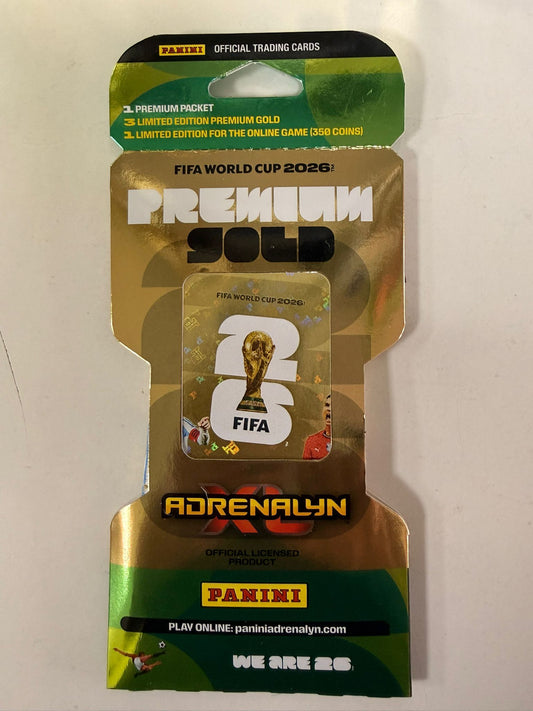 PANINI OFFICIAL TRADING CARDS
1 PREMIUM PACKET
3 LIMITED EDITION PREMIUM GOLD
1 LIMITED EDITION FOR THE ONLINE GAME (350 COINS)
FIFA WORLD CUP 2026™
PREMIUM
GOLD
FIFA WORLD CUP 2026
26
FIFA
ADRENALYN
XL
OFFICIAL LICENSED
PRODUCT
PANINI
PLAY ONLINE: paniniadrenalyn.com
WE ARE 26